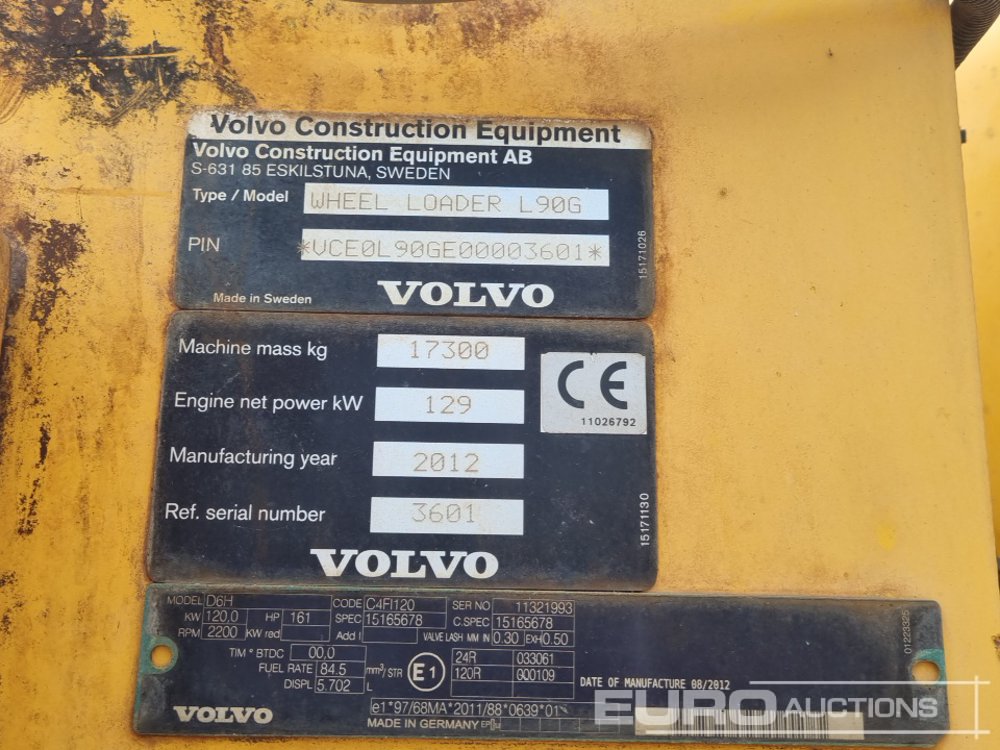 Volvo Construction Equipment
Volvo Construction Equipment AB
S-631 85 ESKILSTUNA, SWEDEN
Type / Model WHEEL LOADER L90G
PIN *VCE0L90GE00003601*
15171026
Made in Sweden VOLVO
Machine mass kg 17300
Engine net power kW 129
CE
11026792
Manufacturing year 2012
Ref. serial number 3601
15171130
VOLVO
MODEL D6H CODE C4FI120 SER NO 11321993
KW 120.0 HP 161 SPEC 15165678 C.SPEC 15165678
RPM 2200 KW red Add I VALVE LASH MM IN 0.30 EXH 0.50
TIM ° BTDC 00.0 24R 033061
FUEL RATE 84.5 mm³/STR E1 120R 000109
DISPL 5.702 L
DATE OF MANUFACTURE 08/2012
01223325
e1*97/68MA*2011/88*0639*01
VOLVO MADE IN GERMANY
EURO AUCTIONS